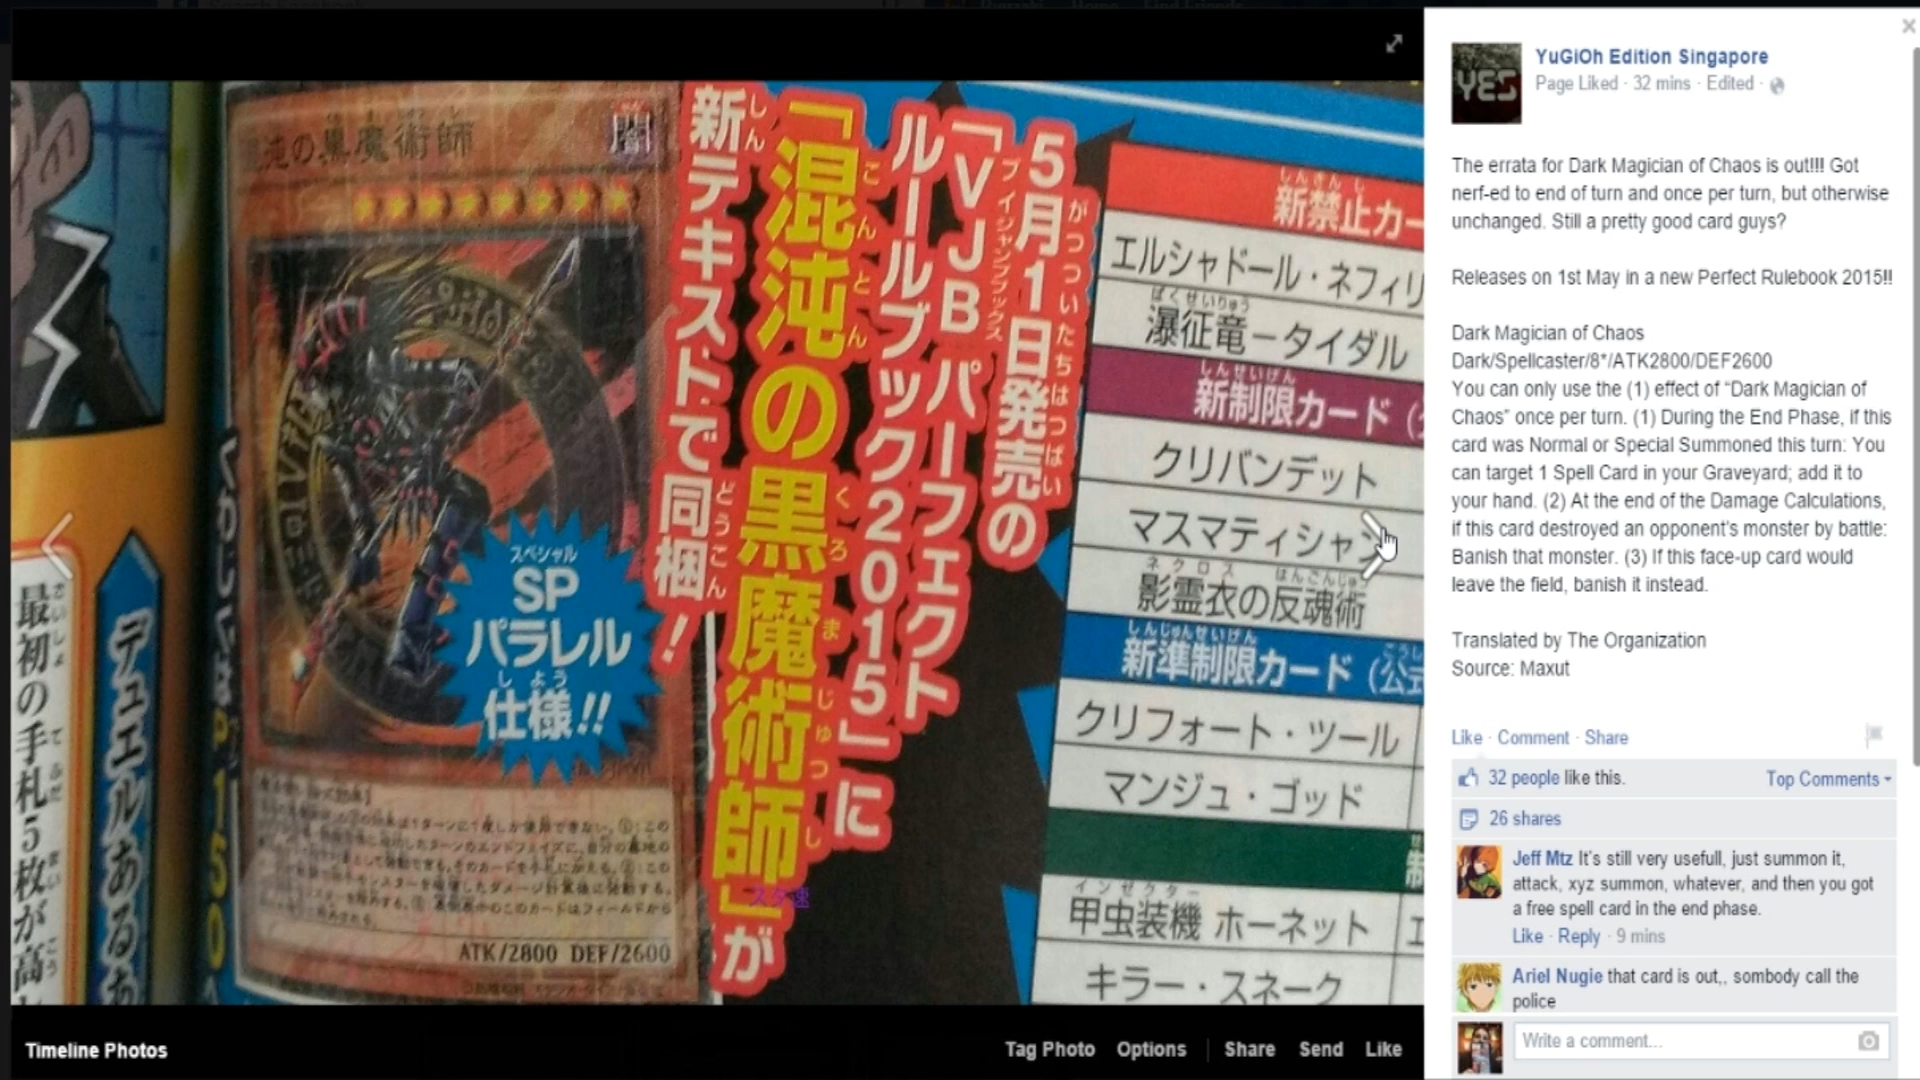 混沌の黒魔術師
闇
新テキストで同梱!
「混沌の黒魔術師」が
ルールブック2015」に
「VJBパーフェクト
5月1日発売の
スペシャル
SP
パラレル
仕様!!
ATK/2800 DEF/2600
最初の手札5枚が高
デュエルあるあ
新禁止カー
エルシャドール・ネフィリ
瀑征竜-タイダル
新制限カード
クリバンデット
マスマティシャン
影霊衣の反魂術
新準制限カード(公式
クリフォート・ツール
マンジュ・ゴッド
制
甲虫装機 ホーネット
キラー・スネーク
Timeline Photos
Tag Photo Options Share Send Like
YuGiOh Edition Singapore
Page Liked · 32 mins · Edited ·
The errata for Dark Magician of Chaos is out!!! Got
nerf-ed to end of turn and once per turn, but otherwise
unchanged. Still a pretty good card guys?
Releases on 1st May in a new Perfect Rulebook 2015!!
Dark Magician of Chaos
Dark/Spellcaster/8*/ATK2800/DEF2600
You can only use the (1) effect of “Dark Magician of
Chaos” once per turn. (1) During the End Phase, if this
card was Normal or Special Summoned this turn: You
can target 1 Spell Card in your Graveyard; add it to
your hand. (2) At the end of the Damage Calculations,
if this card destroyed an opponent's monster by battle:
Banish that monster. (3) If this face-up card would
leave the field, banish it instead.
Translated by The Organization
Source: Maxut
Like · Comment · Share
32 people like this.
Top Comments
26 shares
Jeff Mtz It's still very usefull, just summon it,
attack, xyz summon, whatever, and then you got
a free spell card in the end phase.
Like · Reply · 9 mins
Ariel Nugie that card is out,, sombody call the
police
Write a comment...